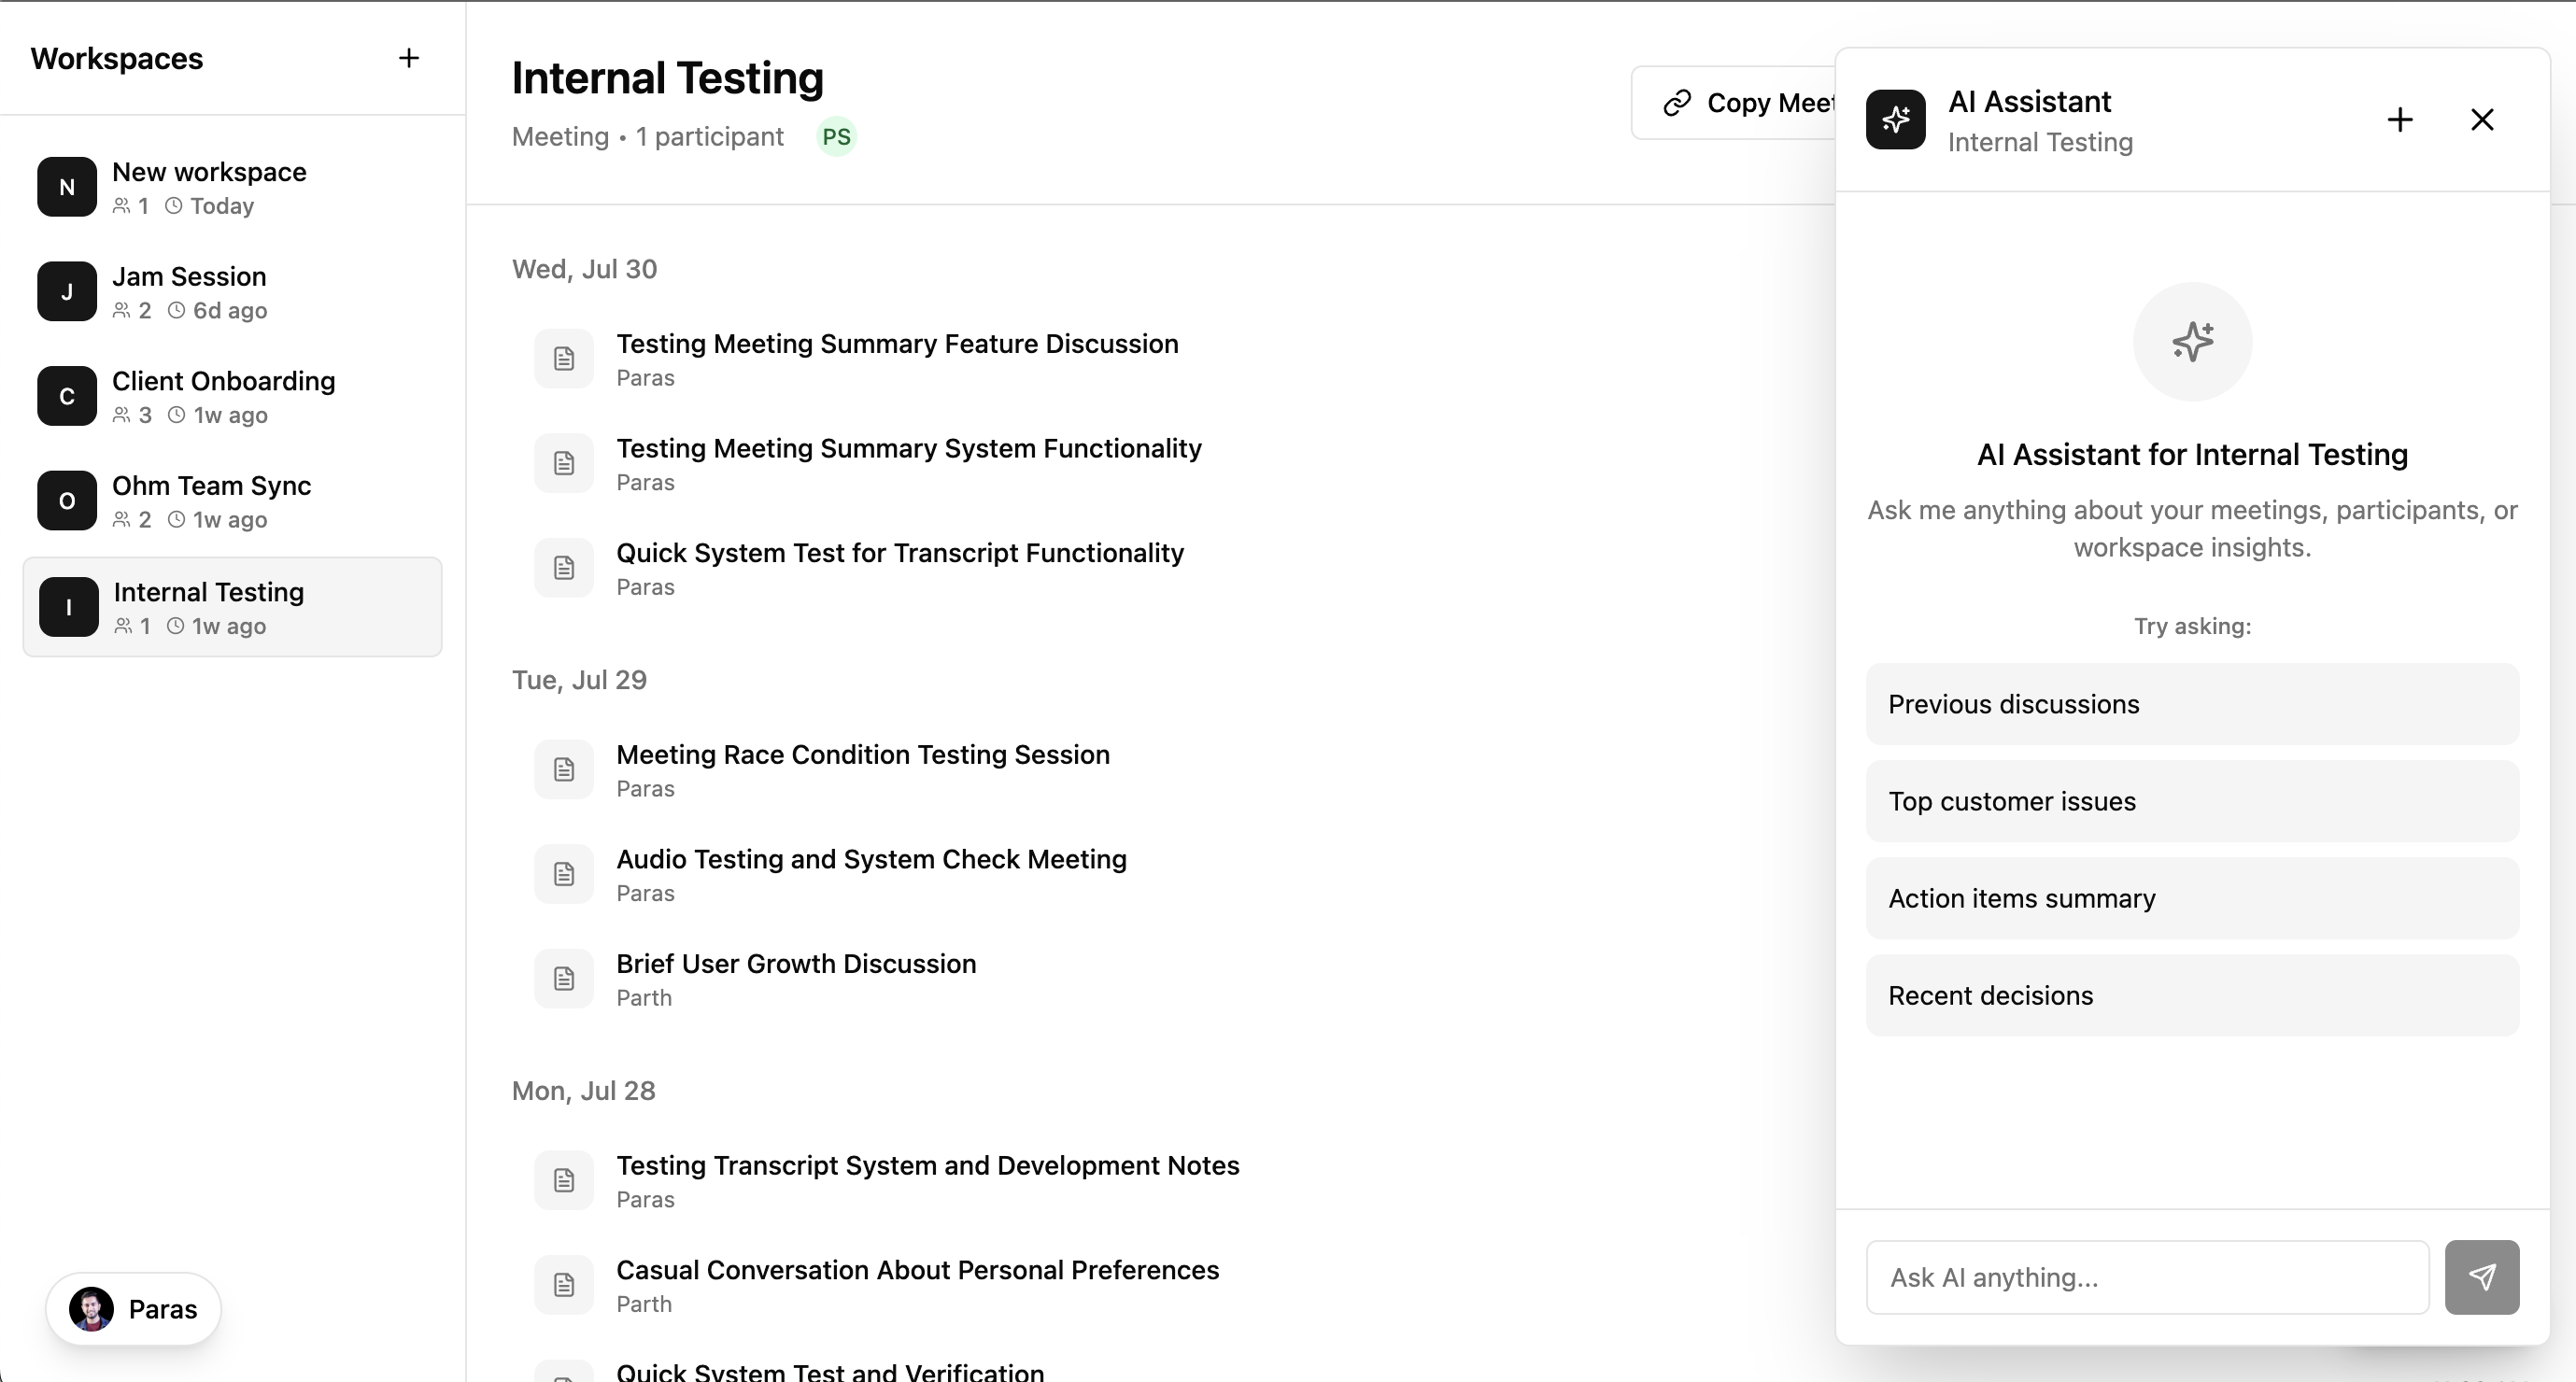 Workspaces
N
New workspace
1 Today
J
Jam Session
2 6d ago
C
Client Onboarding
3 1w ago
O
Ohm Team Sync
2 1w ago
I
Internal Testing
1 1w ago
Paras
Internal Testing
Meeting • 1 participant PS
Copy Meet
Wed, Jul 30
Testing Meeting Summary Feature Discussion
Paras
Testing Meeting Summary System Functionality
Paras
Quick System Test for Transcript Functionality
Paras
Tue, Jul 29
Meeting Race Condition Testing Session
Paras
Audio Testing and System Check Meeting
Paras
Brief User Growth Discussion
Parth
Mon, Jul 28
Testing Transcript System and Development Notes
Paras
Casual Conversation About Personal Preferences
Parth
Quick System Test and Verification
AI Assistant
Internal Testing
AI Assistant for Internal Testing
Ask me anything about your meetings, participants, or
workspace insights.
Try asking:
Previous discussions
Top customer issues
Action items summary
Recent decisions
Ask AI anything...